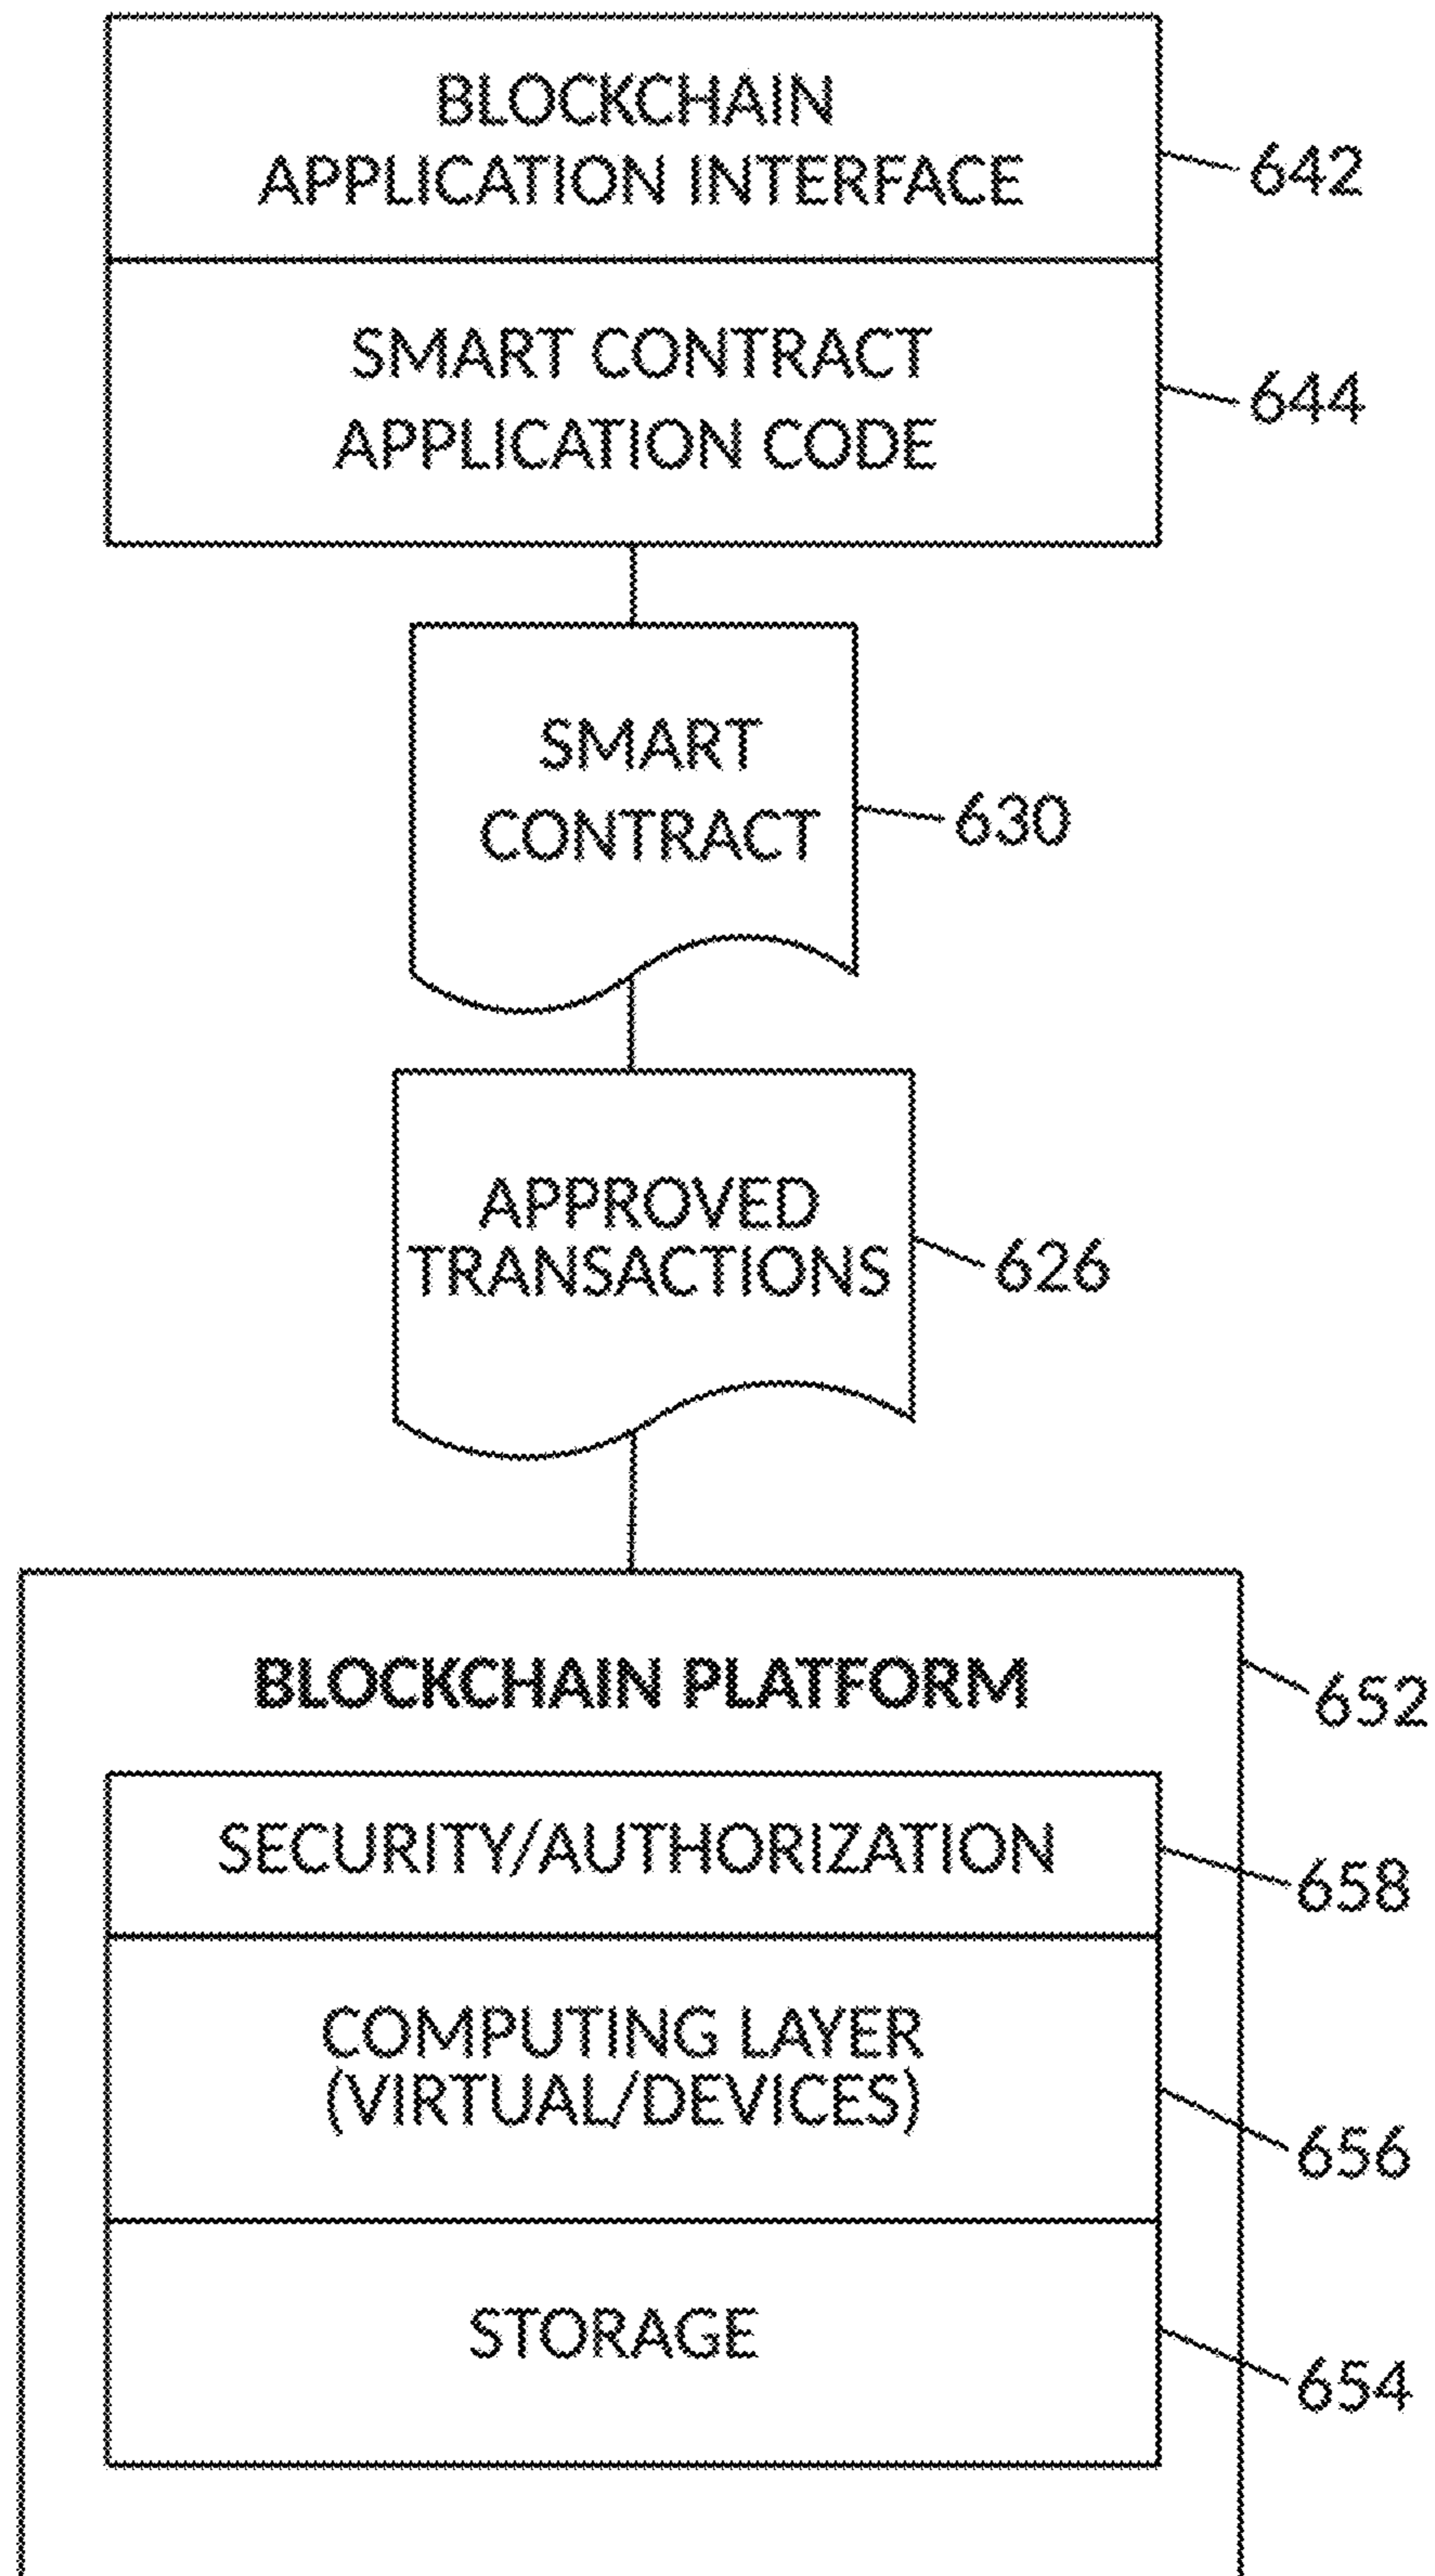 BLOCKCHAIN
APPLICATION INTERFACE
642
SMART CONTRACT
APPLICATION CODE
644
SMART
CONTRACT
630
APPROVED
TRANSACTIONS
626
BLOCKCHAIN PLATFORM
652
SECURITY/AUTHORIZATION
658
COMPUTING LAYER
(VIRTUAL/DEVICES)
656
STORAGE
654